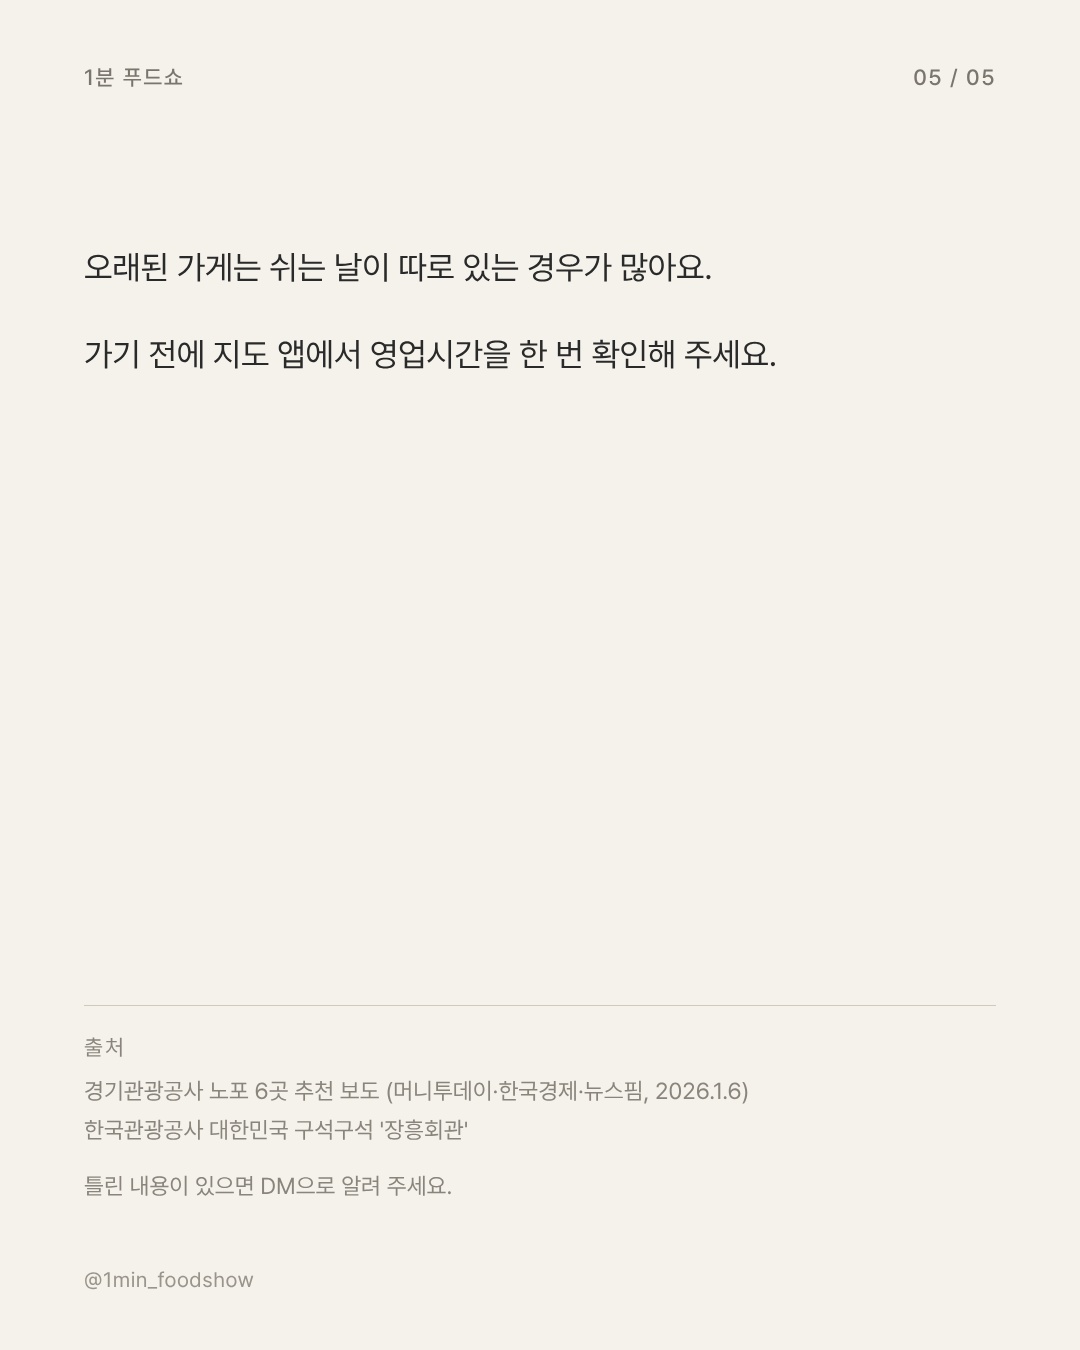 1분 푸드쇼
05 / 05
오래된 가게는 쉬는 날이 따로 있는 경우가 많아요.
가기 전에 지도 앱에서 영업시간을 한 번 확인해 주세요.
출처
경기관광공사 노포 6곳 추천 보도 (머니투데이·한국경제·뉴스핌, 2026.1.6)
한국관광공사 대한민국 구석구석 '장흥회관'
틀린 내용이 있으면 DM으로 알려 주세요.
@1min_foodshow